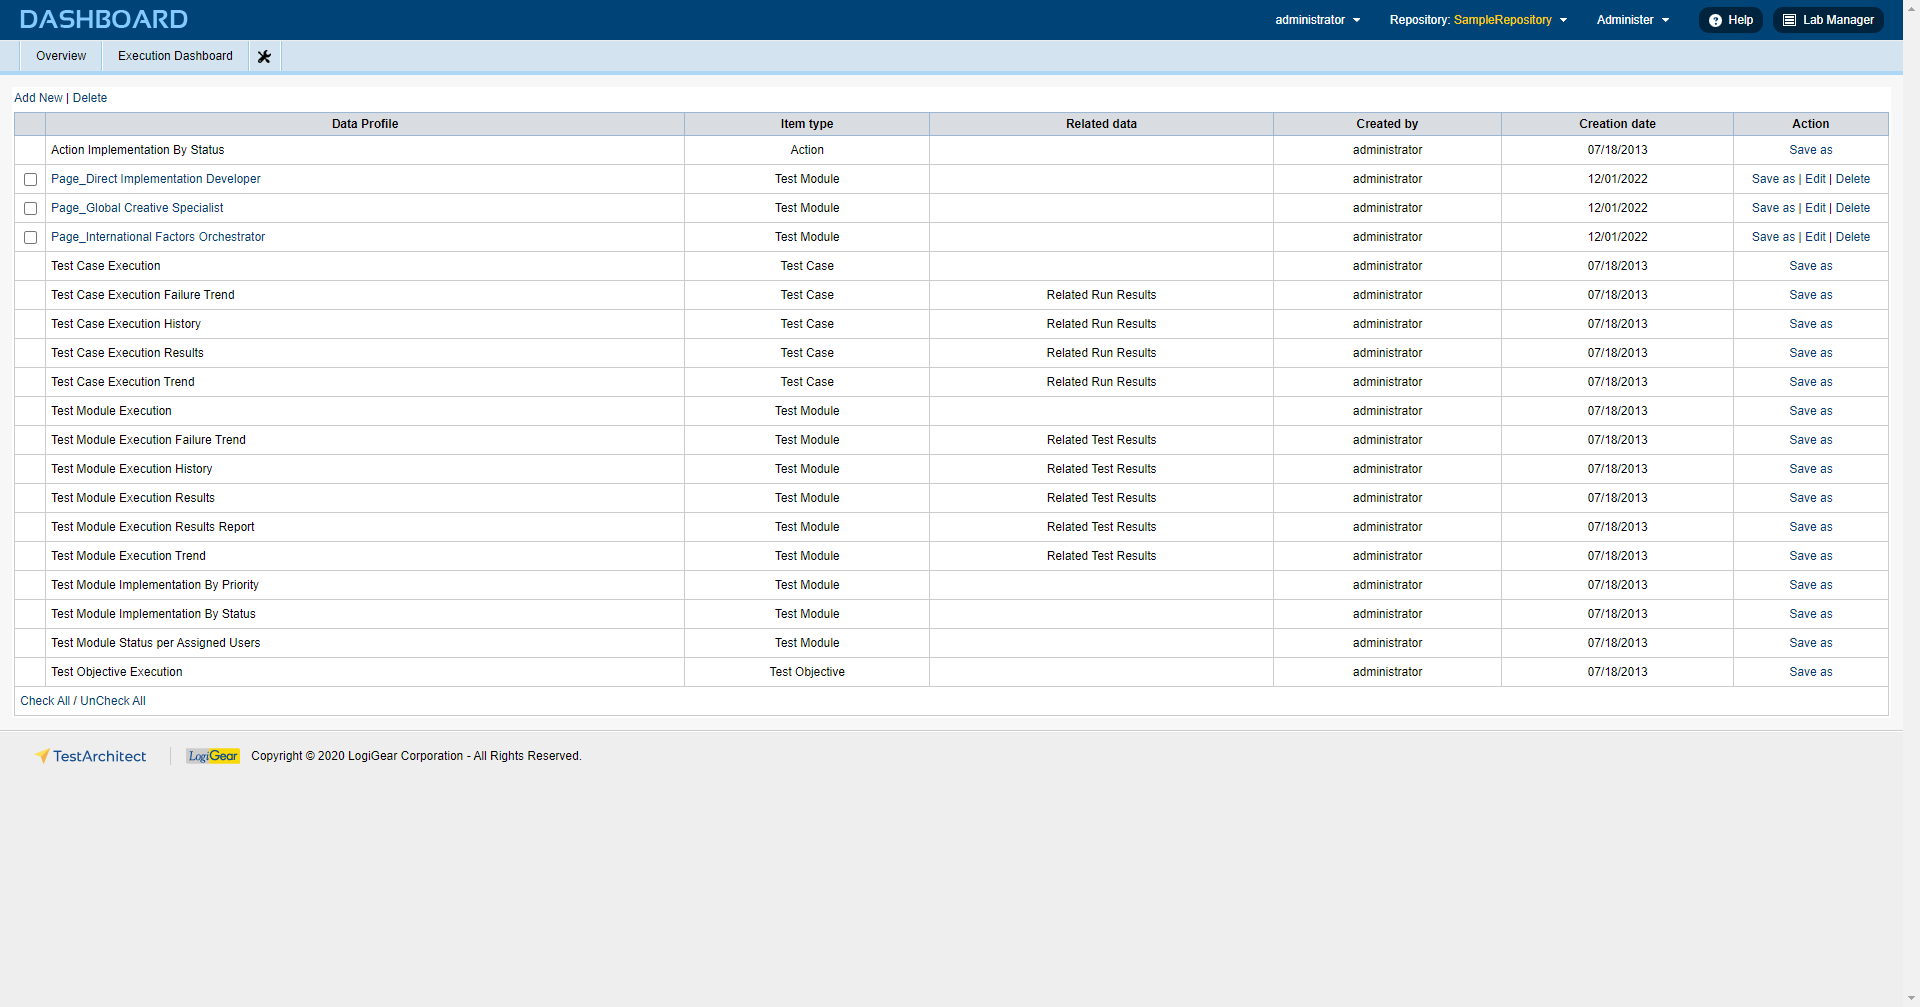 DASHBOARD administrator Repository: SampleRepository Administer Help Lab Manager
Overview Execution Dashboard
Add New | Delete
Data Profile Item type Related data Created by Creation date Action
Action Implementation By Status Action administrator 07/18/2013 Save as
Page_Direct Implementation Developer Test Module administrator 12/01/2022 Save as | Edit | Delete
Page_Global Creative Specialist Test Module administrator 12/01/2022 Save as | Edit | Delete
Page_International Factors Orchestrator Test Module administrator 12/01/2022 Save as | Edit | Delete
Test Case Execution Test Case administrator 07/18/2013 Save as
Test Case Execution Failure Trend Test Case Related Run Results administrator 07/18/2013 Save as
Test Case Execution History Test Case Related Run Results administrator 07/18/2013 Save as
Test Case Execution Results Test Case Related Run Results administrator 07/18/2013 Save as
Test Case Execution Trend Test Case Related Run Results administrator 07/18/2013 Save as
Test Module Execution Test Module administrator 07/18/2013 Save as
Test Module Execution Failure Trend Test Module Related Test Results administrator 07/18/2013 Save as
Test Module Execution History Test Module Related Test Results administrator 07/18/2013 Save as
Test Module Execution Results Test Module Related Test Results administrator 07/18/2013 Save as
Test Module Execution Results Report Test Module Related Test Results administrator 07/18/2013 Save as
Test Module Execution Trend Test Module Related Test Results administrator 07/18/2013 Save as
Test Module Implementation By Priority Test Module administrator 07/18/2013 Save as
Test Module Implementation By Status Test Module administrator 07/18/2013 Save as
Test Module Status per Assigned Users Test Module administrator 07/18/2013 Save as
Test Objective Execution Test Objective administrator 07/18/2013 Save as
Check All / UnCheck All
TestArchitect LogiGear Copyright © 2020 LogiGear Corporation - All Rights Reserved.